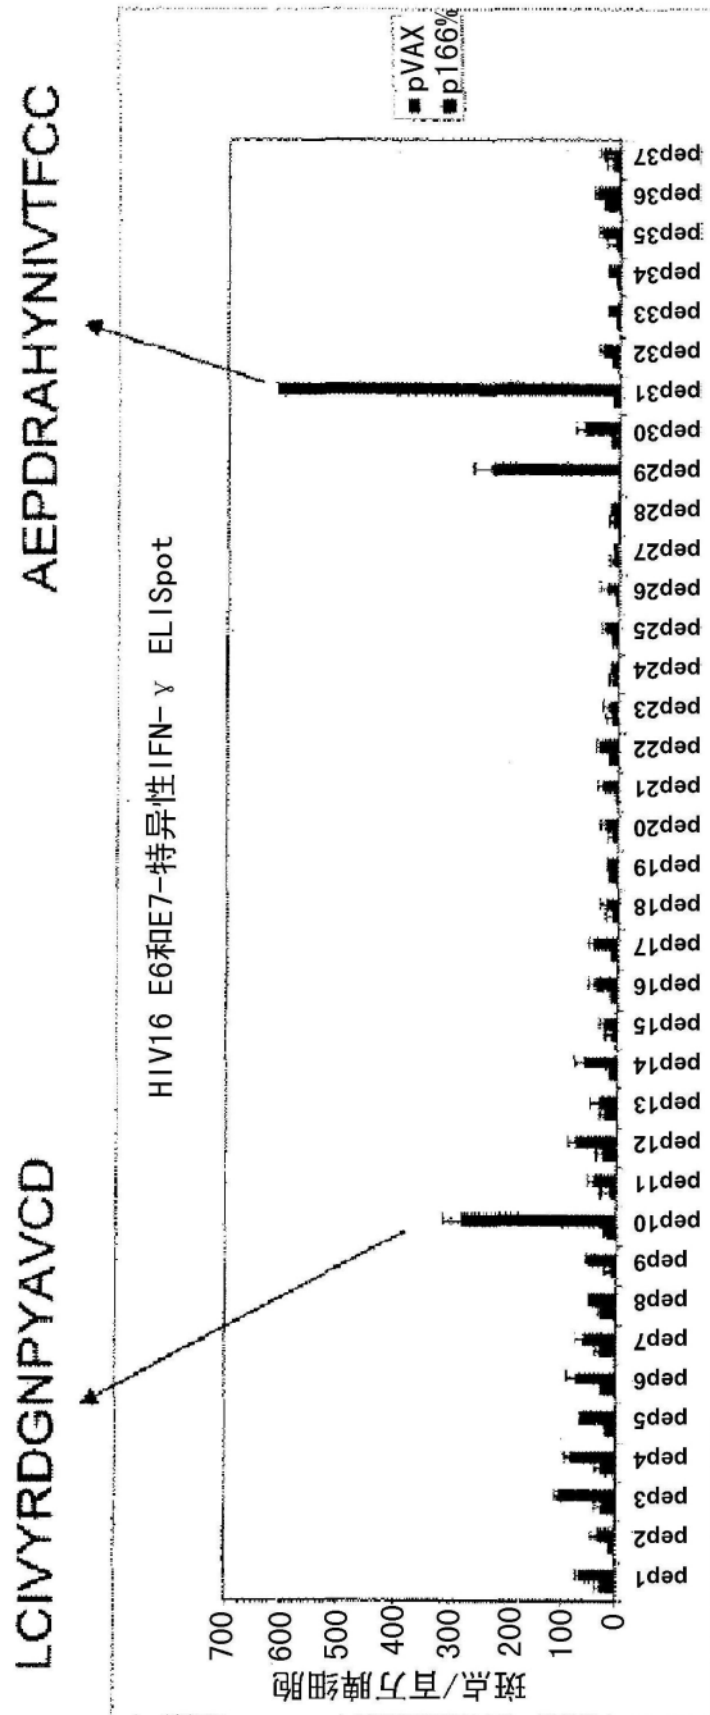 LCIVYRDGNPYAVCD
AEPDRAHYNIVTFCC
HIV16 E6和E7-特异性IFN-γ ELISpot
pVAX
p166%
斑点/百万脾细胞
700
600
500
400
300
200
100
0
pep1
pep2
pep3
pep4
pep5
pep6
pep7
pep8
pep9
pep10
pep11
pep12
pep13
pep14
pep15
pep16
pep17
pep18
pep19
pep20
pep21
pep22
pep23
pep24
pep25
pep26
pep27
pep28
pep29
pep30
pep31
pep32
pep33
pep34
pep35
pep36
pep37